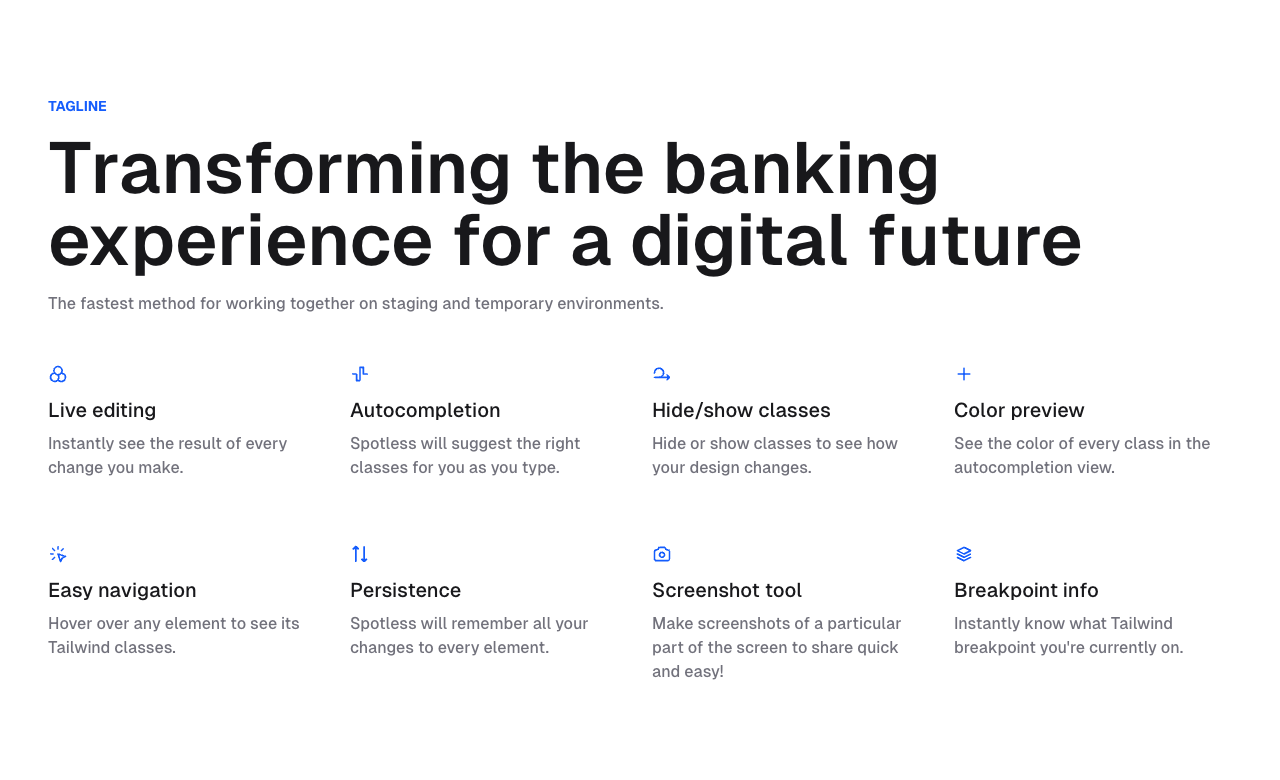 TAGLINE
Transforming the banking
experience for a digital future
The fastest method for working together on staging and temporary environments.
Live editing
Instantly see the result of every
change you make.
Autocompletion
Spotless will suggest the right
classes for you as you type.
Hide/show classes
Hide or show classes to see how
your design changes.
Color preview
See the color of every class in the
autocompletion view.
Easy navigation
Hover over any element to see its
Tailwind classes.
Persistence
Spotless will remember all your
changes to every element.
Screenshot tool
Make screenshots of a particular
part of the screen to share quick
and easy!
Breakpoint info
Instantly know what Tailwind
breakpoint you're currently on.